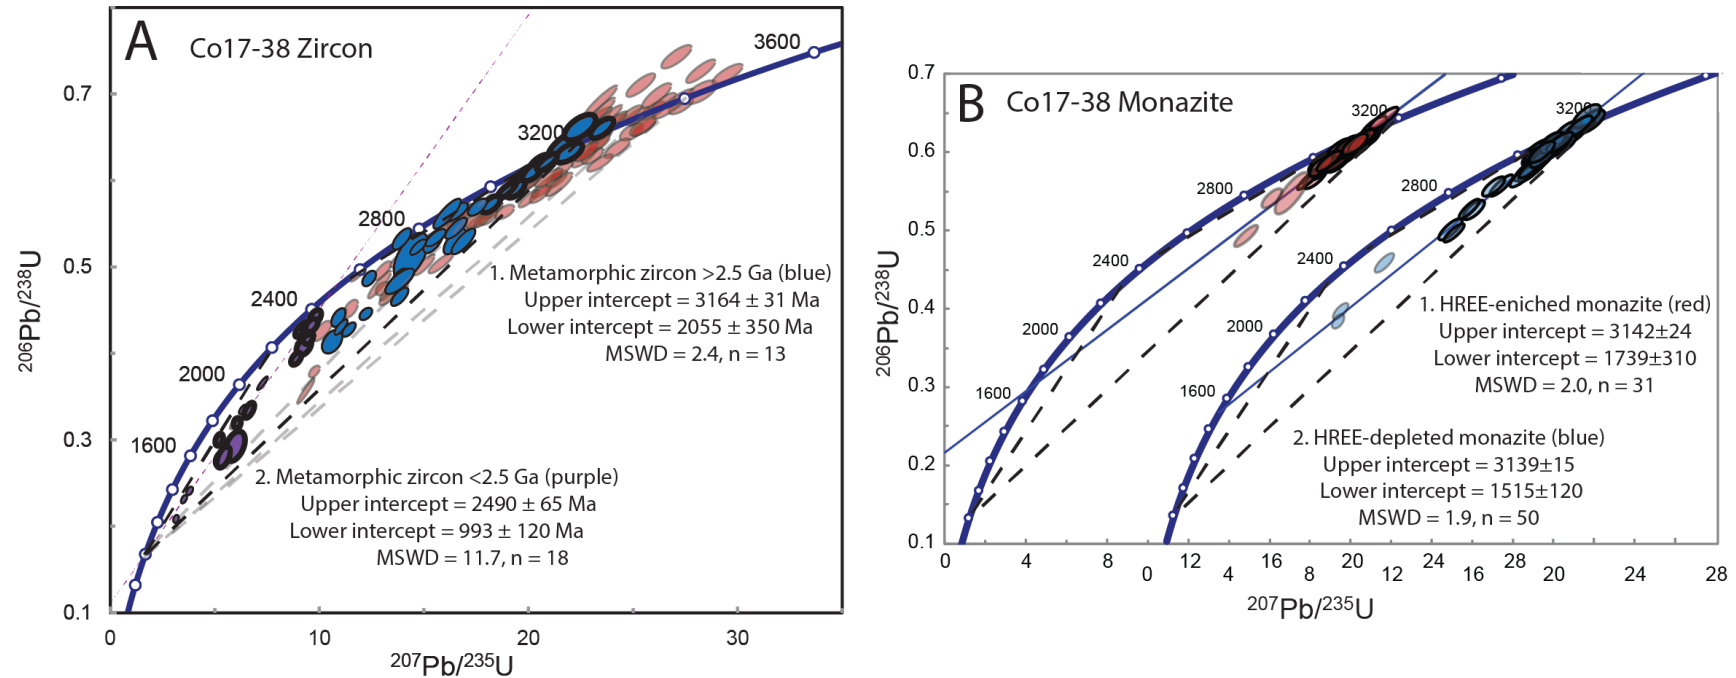 A
Co17-38 Zircon
3600
0.7
3200
2800
0.5
2400
2000
0.3
1600
0.1
0
10
20
30
206Pb/238U
207Pb/235U
1. Metamorphic zircon >2.5 Ga (blue)
Upper intercept = 3164 ± 31 Ma
Lower intercept = 2055 ± 350 Ma
MSWD = 2.4, n = 13
2. Metamorphic zircon <2.5 Ga (purple)
Upper intercept = 2490 ± 65 Ma
Lower intercept = 993 ± 120 Ma
MSWD = 11.7, n = 18
B
Co17-38 Monazite
0.7
0.6
0.5
0.4
0.3
0.2
0.1
206Pb/238U
3200
2800
2400
2000
1600
3200
2800
2400
2000
1600
1. HREE-eniched monazite (red)
Upper intercept = 3142±24
Lower intercept = 1739±310
MSWD = 2.0, n = 31
2. HREE-depleted monazite (blue)
Upper intercept = 3139±15
Lower intercept = 1515±120
MSWD = 1.9, n = 50
0 4 8 12 16 20 24 28
0 4 8 12 16 20 24 28
207Pb/235U